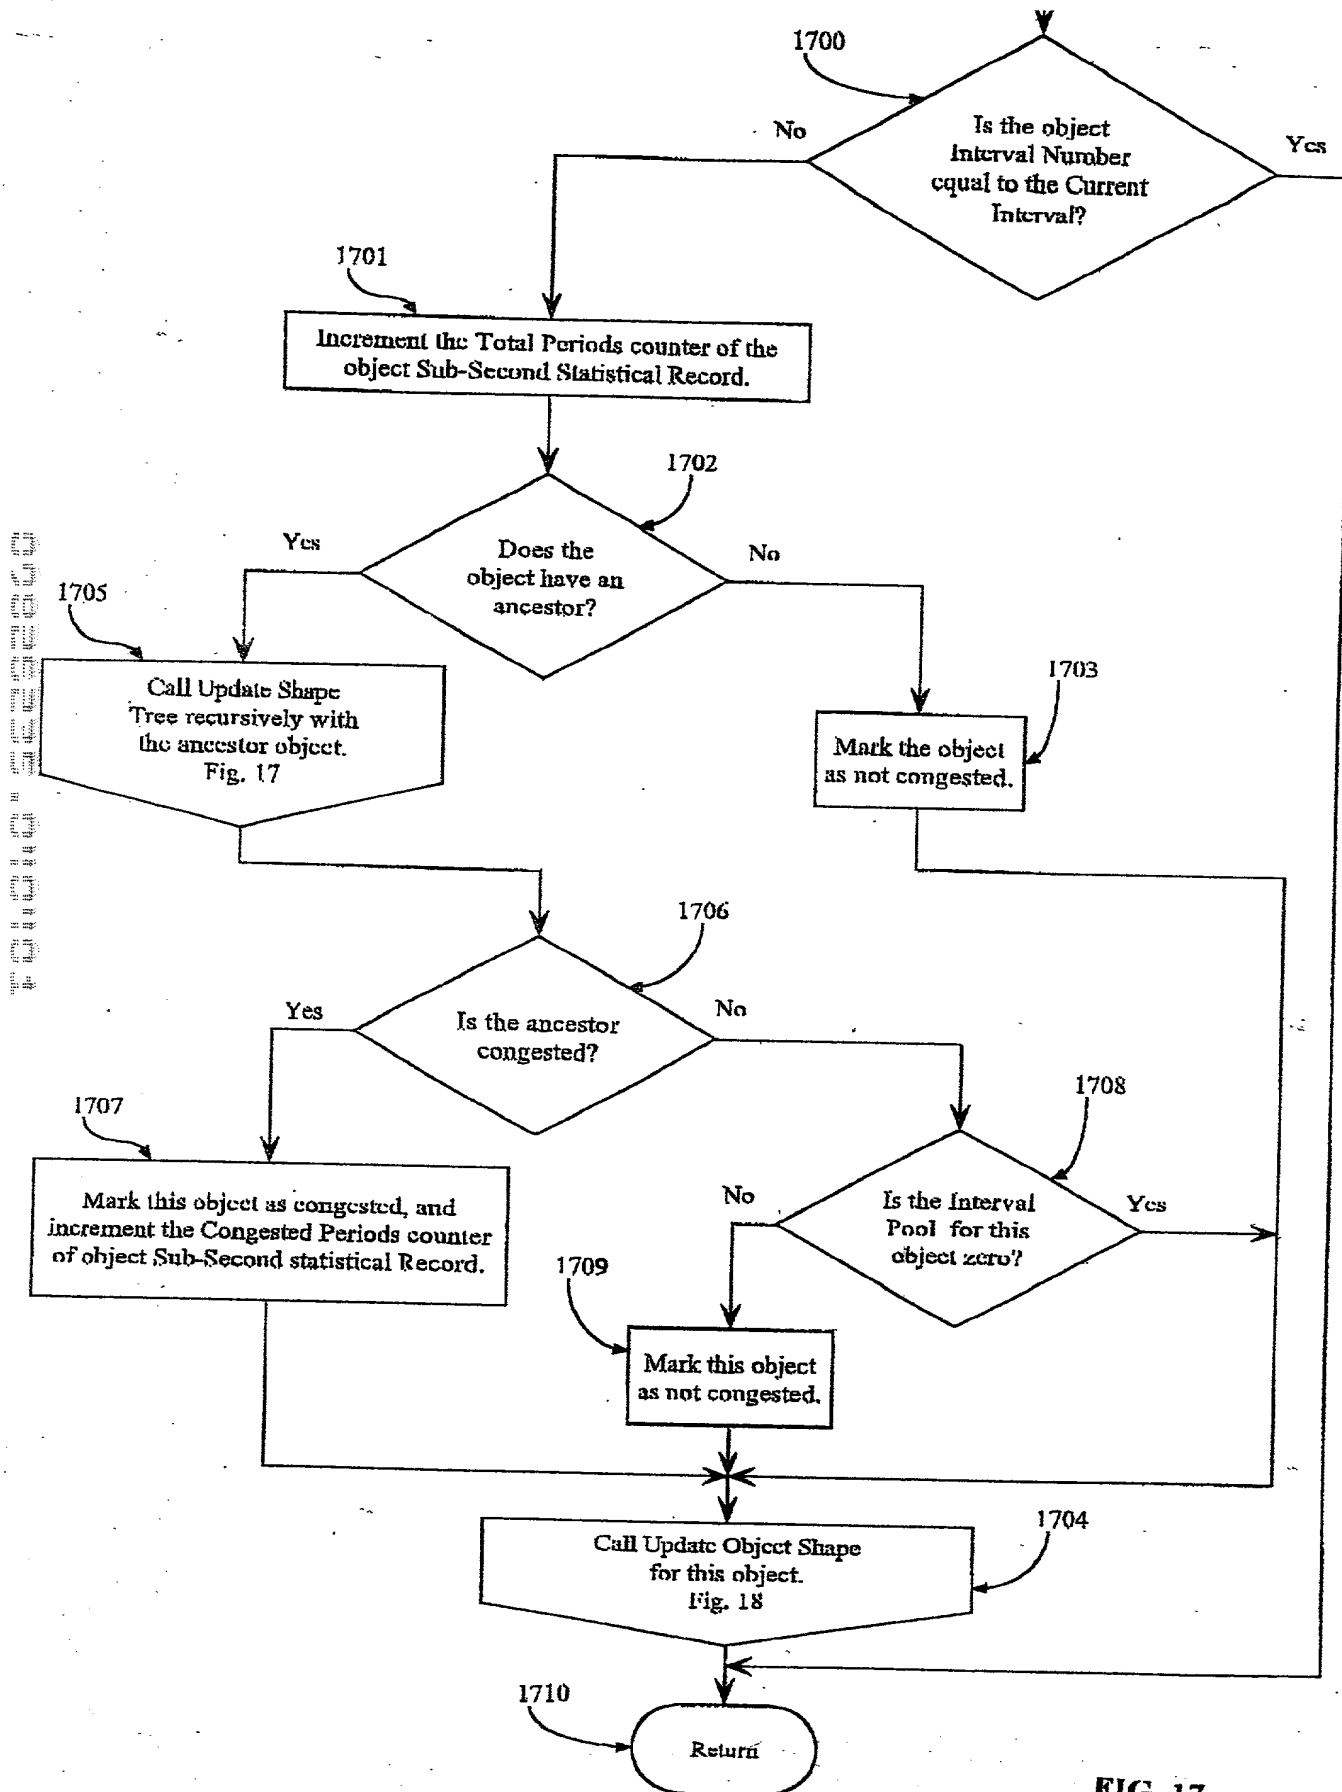 1700
No
Is the object
Interval Number
equal to the Current
Interval?
Yes
1701
Increment the Total Periods counter of the
object Sub-Second Statistical Record.
1702
Yes
Does the
object have an
ancestor?
No
1705
Call Update Shape
Tree recursively with
the ancestor object.
Fig. 17
1703
Mark the object
as not congested.
1706
Yes
Is the ancestor
congested?
No
1707
Mark this object as congested, and
increment the Congested Periods counter
of object Sub-Second statistical Record.
1708
No
Is the Interval
Pool for this
object zero?
Yes
1709
Mark this object
as not congested.
1704
Call Update Object Shape
for this object.
Fig. 18
1710
Return
FIG. 17